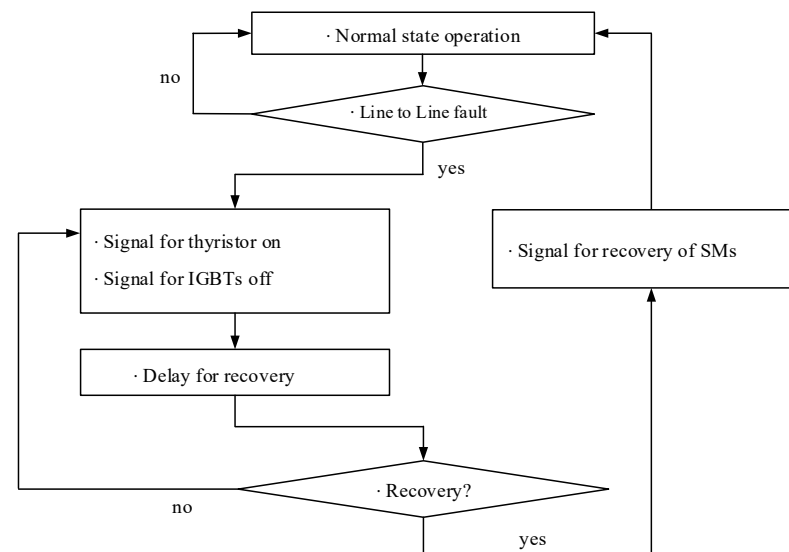 · Normal state operation
no
· Line to Line fault
yes
· Signal for thyristor on
· Signal for IGBTs off
· Signal for recovery of SMs
· Delay for recovery
· Recovery?
no
yes